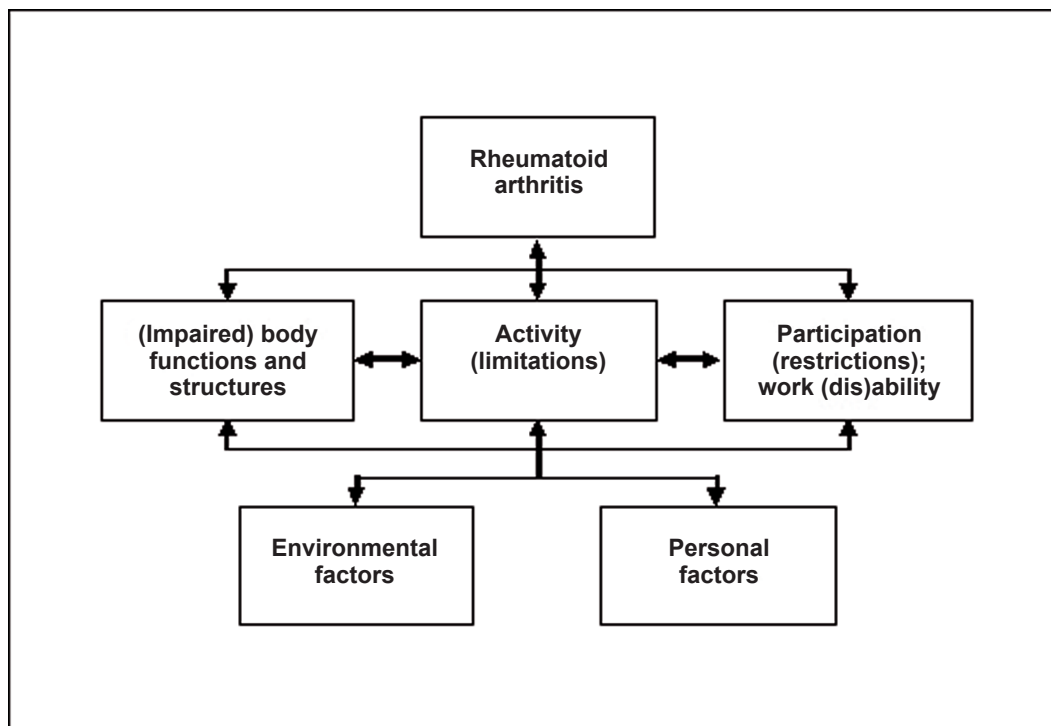 Rheumatoid
arthritis
(Impaired) body
functions and
structures
Activity
(limitations)
Participation
(restrictions);
work (dis)ability
Environmental
factors
Personal
factors